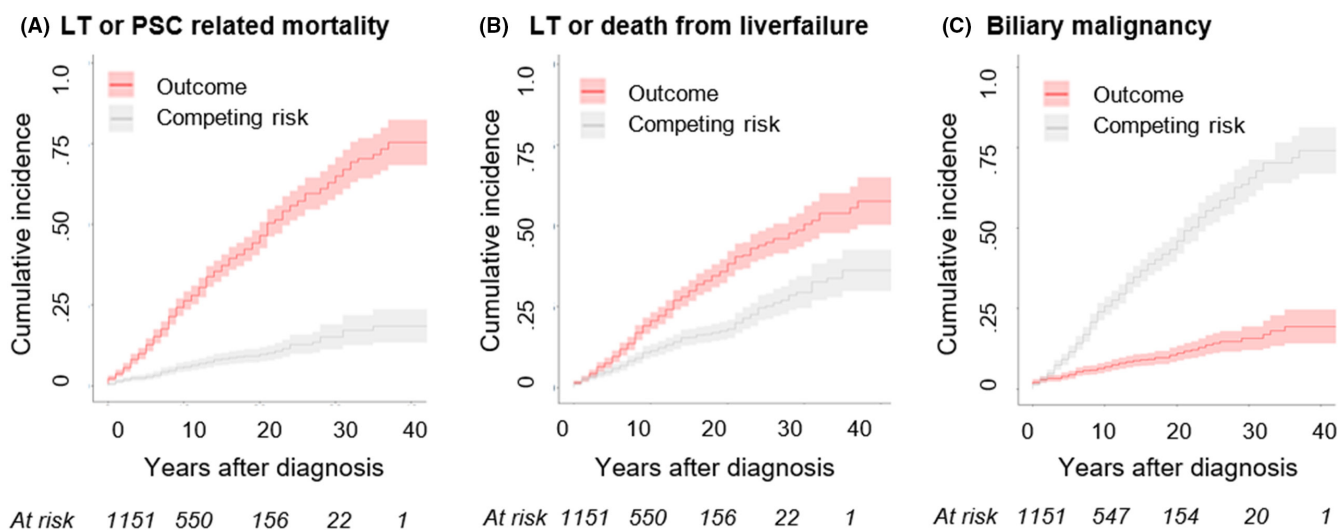 (A) LT or PSC related mortality
Outcome
Competing risk
Cumulative incidence
1.0
.75
.50
.25
0
0 10 20 30 40
Years after diagnosis
At risk 1151 550 156 22 1
(B) LT or death from liverfailure
Outcome
Competing risk
Cumulative incidence
1.0
.75
.50
.25
0
0 10 20 30 40
Years after diagnosis
At risk 1151 550 156 22 1
(C) Biliary malignancy
Outcome
Competing risk
Cumulative incidence
1.0
.75
.50
.25
0
0 10 20 30 40
Years after diagnosis
At risk 1151 547 154 20 1